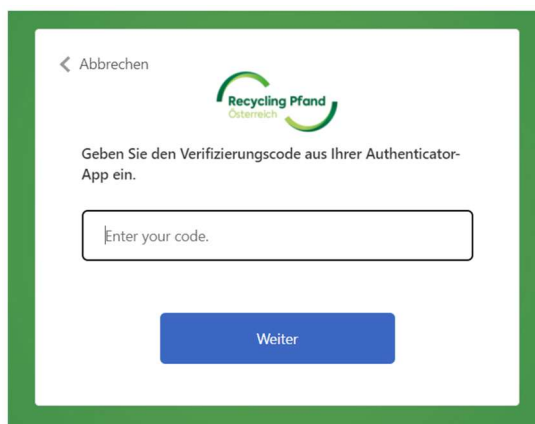 Abbrechen
Recycling Pfand
Österreich
Geben Sie den Verifizierungscode aus Ihrer Authenticator-
App ein.
Enter your code.
Weiter